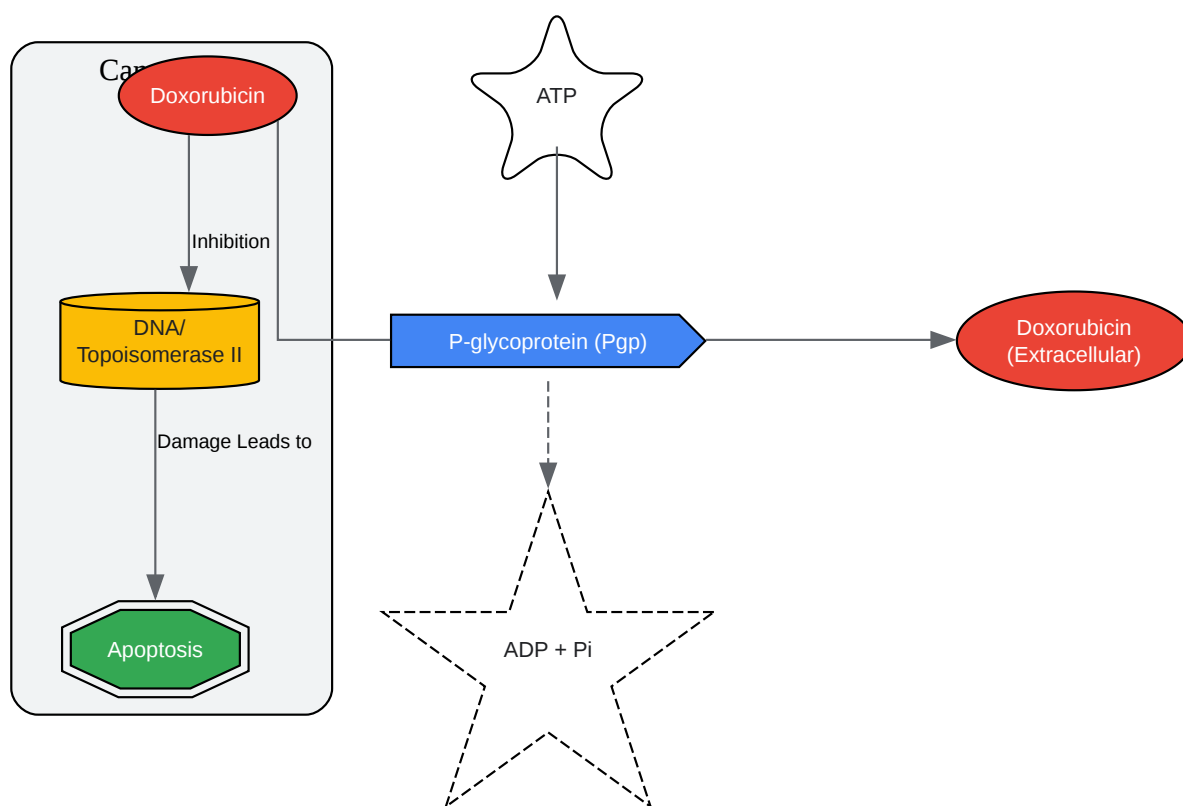 Doxorubicin
ATP
Inhibition
DNA/
Topoisomerase II
P-glycoprotein (Pgp)
Doxorubicin
(Extracellular)
Damage Leads to
ADP + Pi
Apoptosis